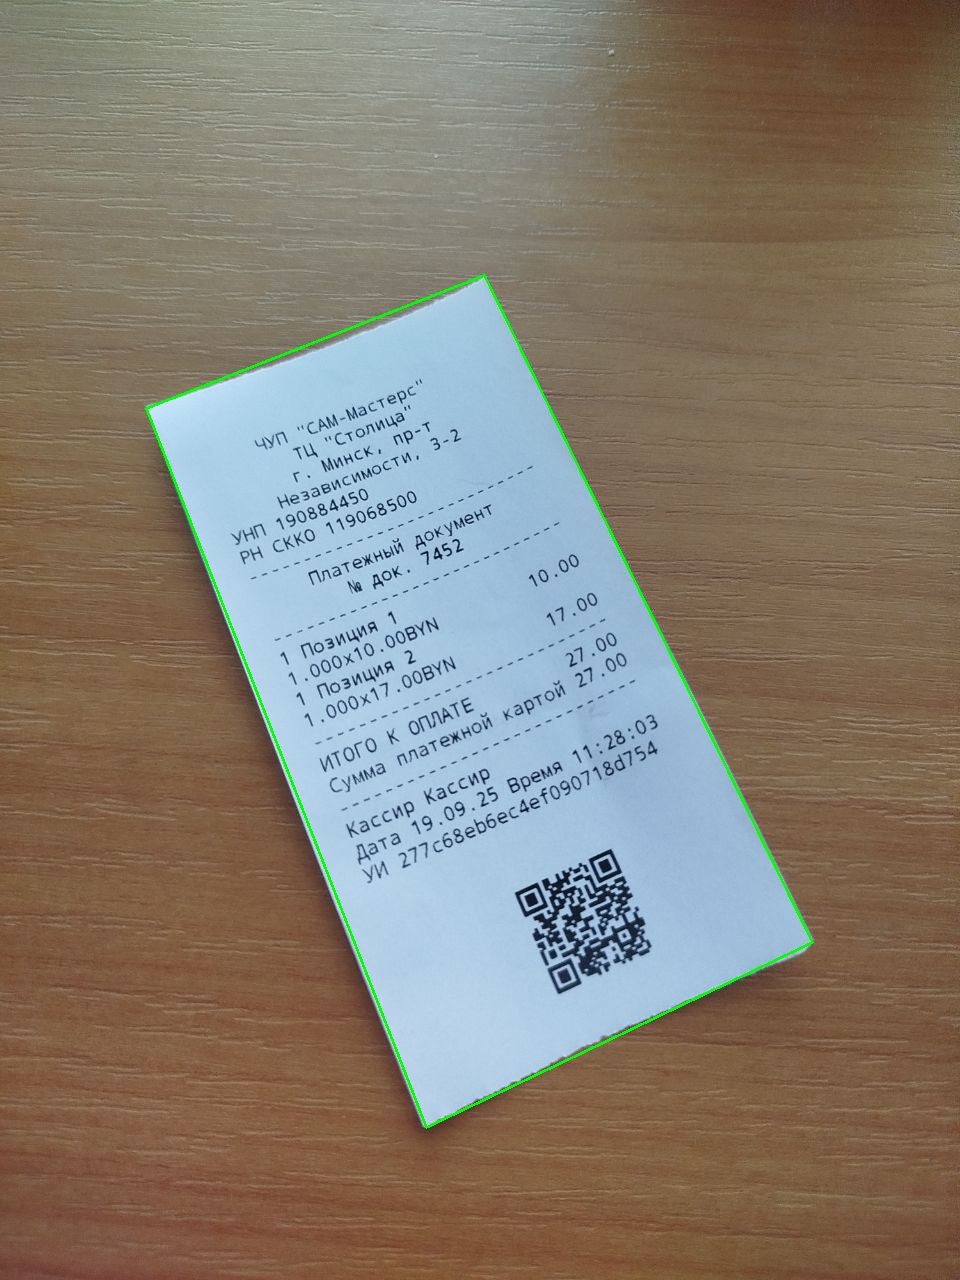 ЧУП "САМ-Мастерс"
ТЦ "Столица"
г. Минск, пр-т
Независимости, 3-2
УНП 190884450
РН СККО 119068500
Платежный документ
№ док. 7452
1 Позиция 1
1.000x10.00BYN 10.00
1 Позиция 2
1.000x17.00BYN 17.00
ИТОГО К ОПЛАТЕ 27.00
Сумма платежной картой 27.00
Кассир Кассир
Дата 19.09.25 Время 11:28:03
УИ 277c68eb6ec4ef090718d754